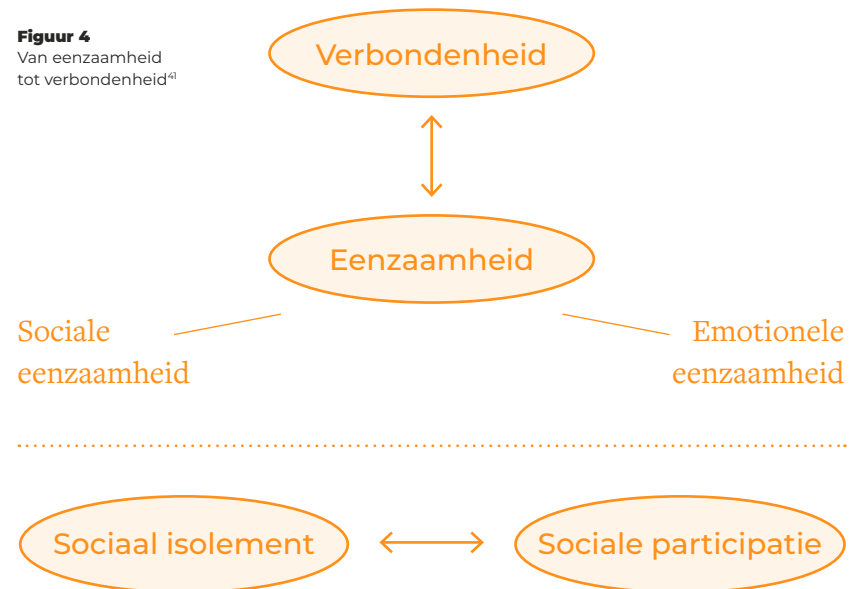 Figuur 4
Van eenzaamheid
tot verbondenheid⁴¹
Verbondenheid
Eenzaamheid
Sociale
eenzaamheid
Emotionele
eenzaamheid
Sociaal isolement
Sociale participatie